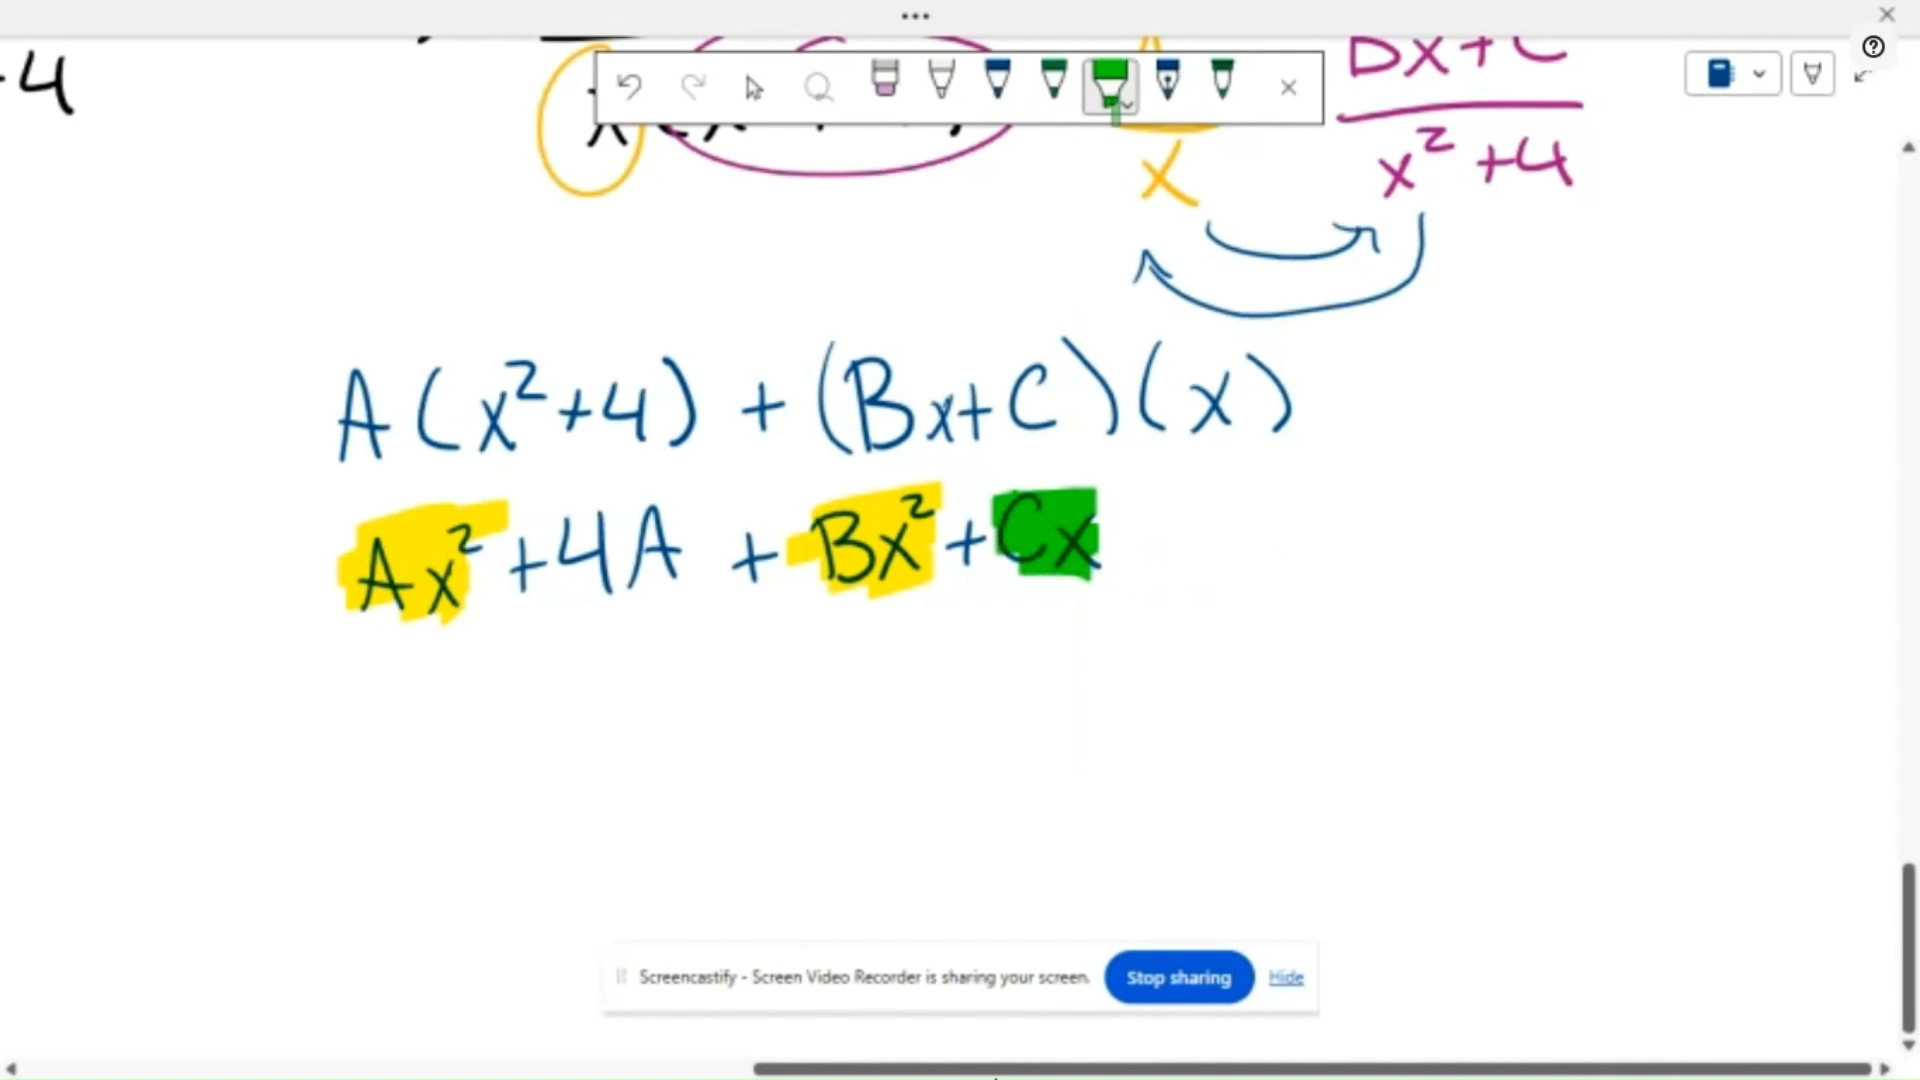 -4
Bx+C
x
x
x² +4
A(x²+4) + (Bx+C)(x)
Ax² +4A + Bx² + Cx
Screencastify - Screen Video Recorder is sharing your screen. Stop sharing Hide